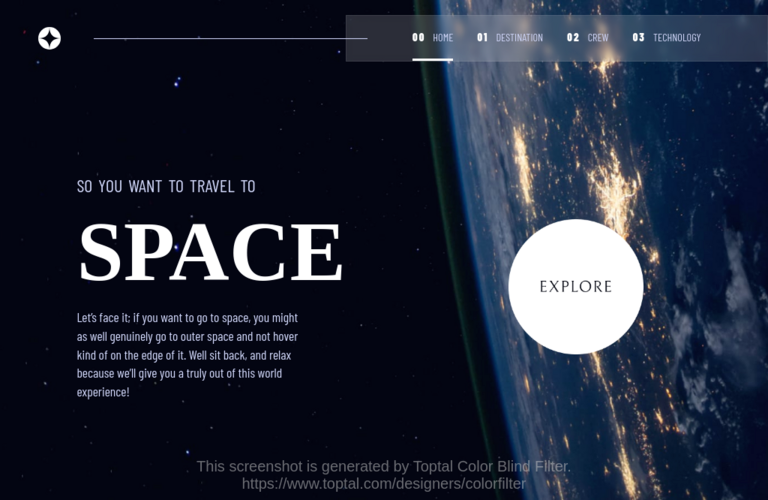 00 HOME 01 DESTINATION 02 CREW 03 TECHNOLOGY
SO YOU WANT TO TRAVEL TO
SPACE
Let's face it; if you want to go to space, you might
as well genuinely go to outer space and not hover
kind of on the edge of it. Well sit back, and relax
because we'll give you a truly out of this world
experience!
EXPLORE
This screenshot is generated by Toptal Color Blind Filter.
https://www.toptal.com/designers/colorfilter